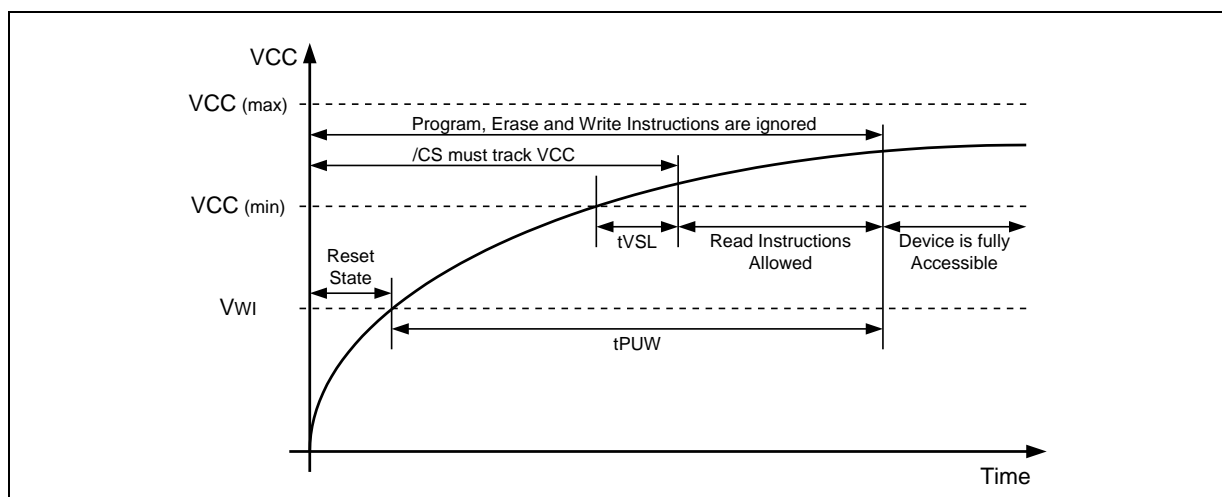 VCC
VCC (max)
Program, Erase and Write Instructions are ignored
/CS must track VCC
VCC (min)
tVSL
Read Instructions
Allowed
Device is fully
Accessible
Reset
State
VWI
tPUW
Time